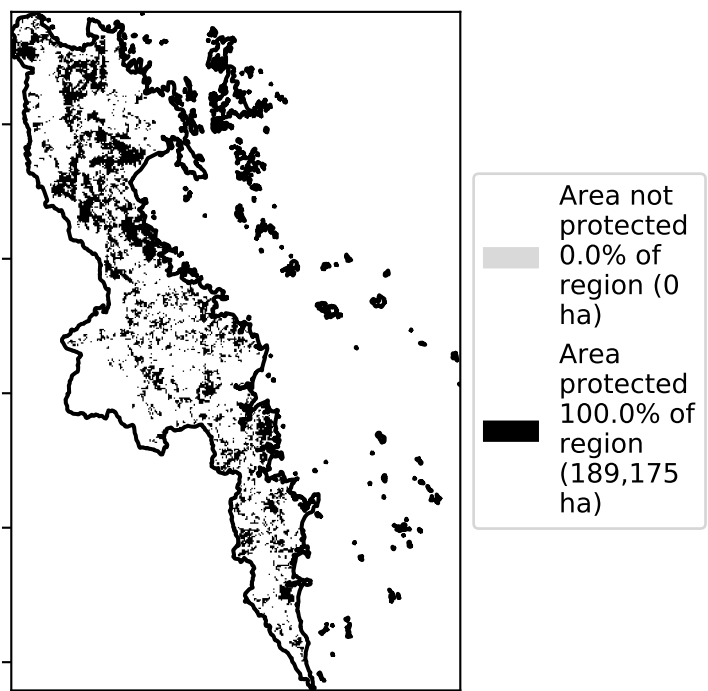 Area not
protected
0.0% of
region (0
ha)
Area
protected
100.0% of
region
(189,175
ha)